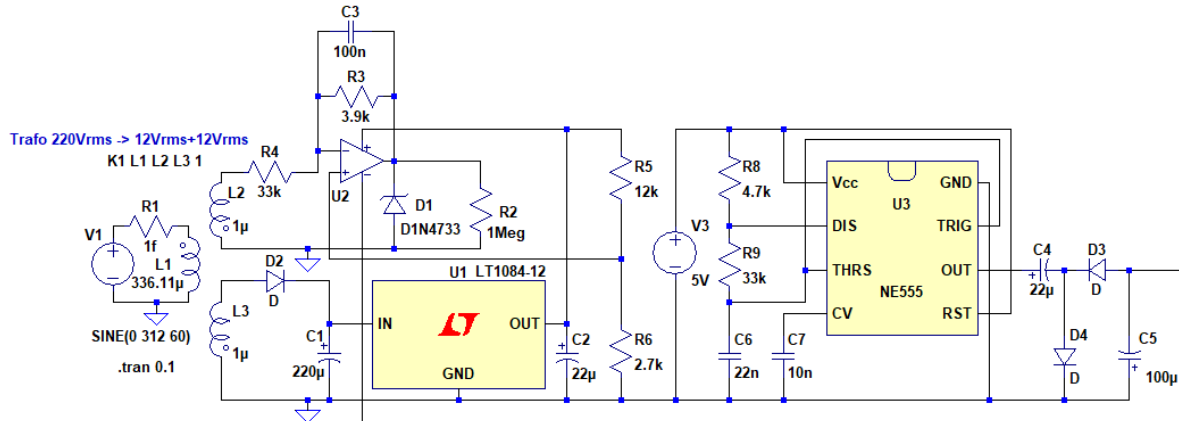 C3
100n
R3
3.9k
Trafo 220Vrms -> 12Vrms+12Vrms
K1 L1 L2 L3 1
R4
33k
U2
L2
1µ
R1
1f
V1
L1
336.11µ
SINE(0 312 60)
.tran 0.1
D1
D1N4733
R2
1Meg
R5
12k
D2
D
L3
1µ
C1
220µ
U1
LT1084-12
IN
OUT
GND
C2
22µ
R6
2.7k
V3
5V
R8
4.7k
R9
33k
C6
22n
C7
10n
Vcc
GND
U3
DIS
TRIG
THRS
OUT
NE555
CV
RST
C4
22µ
D3
D
D4
D
C5
100µ